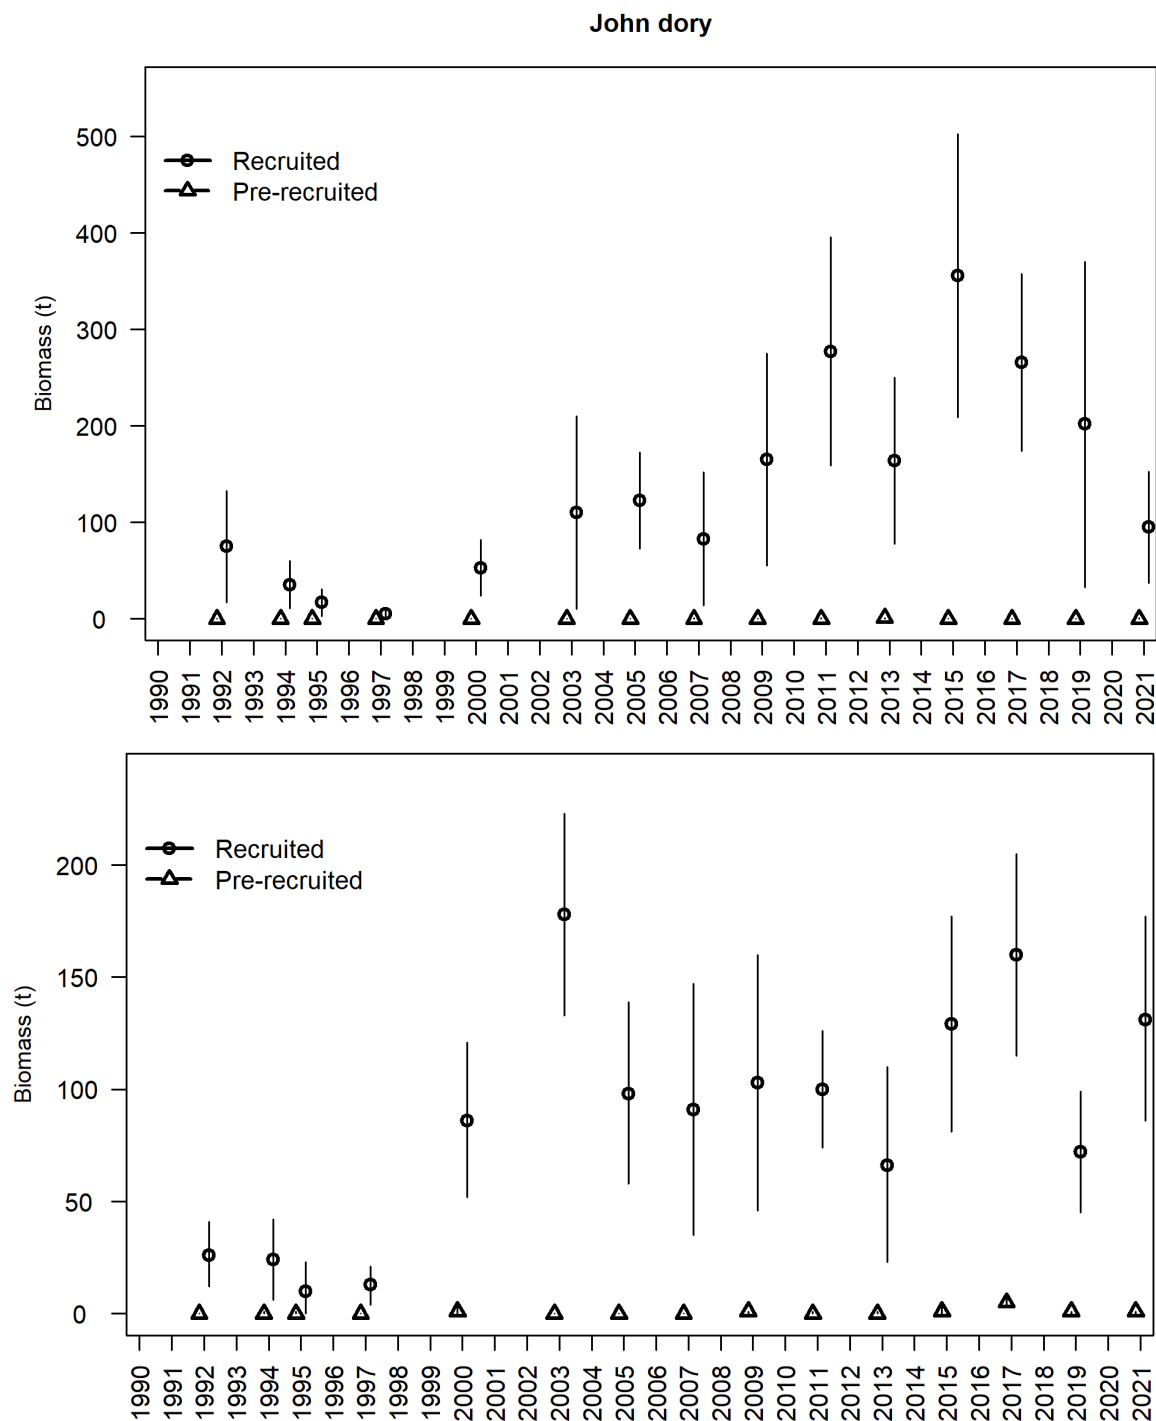 John dory
500
400
300
200
100
0
Biomass (t)
Recruited
Pre-recruited
1990 1991 1992 1993 1994 1995 1996 1997 1998 1999 2000 2001 2002 2003 2004 2005 2006 2007 2008 2009 2010 2011 2012 2013 2014 2015 2016 2017 2018 2019 2020 2021
200
150
100
50
0
Biomass (t)
Recruited
Pre-recruited
1990 1991 1992 1993 1994 1995 1996 1997 1998 1999 2000 2001 2002 2003 2004 2005 2006 2007 2008 2009 2010 2011 2012 2013 2014 2015 2016 2017 2018 2019 2020 2021